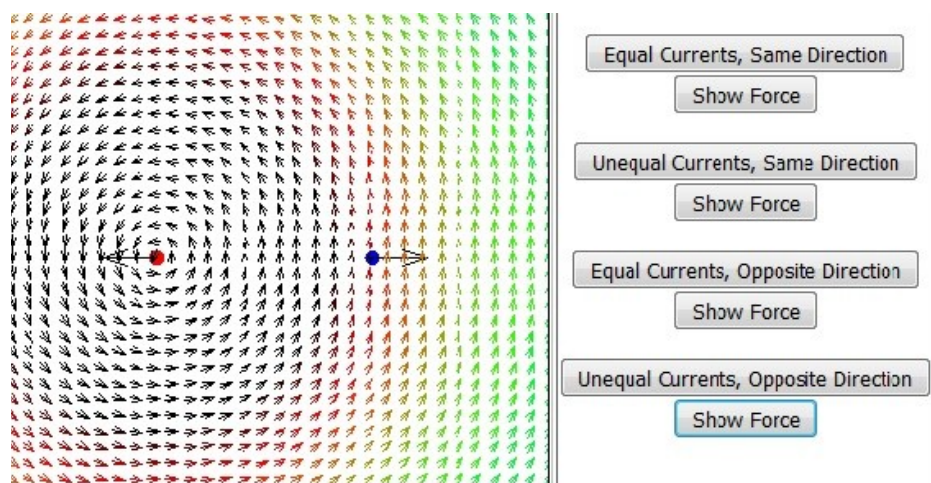 Equal Currents, Same Direction
Show Force
Unequal Currents, Same Direction
Show Force
Equal Currents, Opposite Direction
Show Force
Unequal Currents, Opposite Direction
Show Force